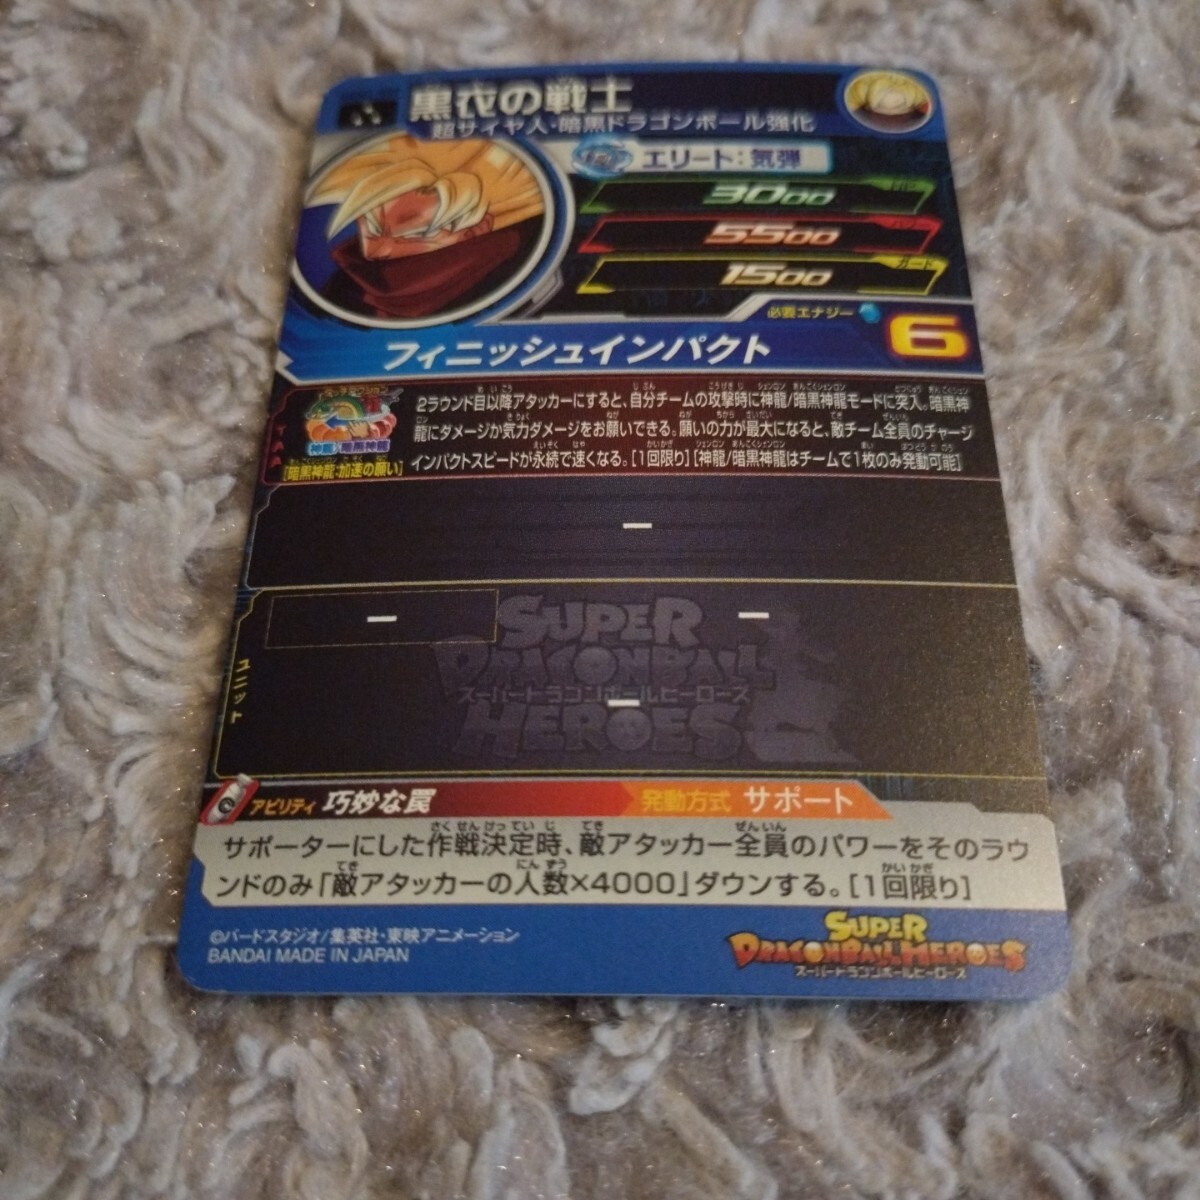 黒衣の戦士
超サイヤ人・暗黒ドラゴンボール強化
エリート：気弾
3000
パワー
5500
ガード
1500
必要エナジー
6
フィニッシュインパクト
2ラウンド目以降アタッカーにすると、自分チームの攻撃時に神龍/暗黒神龍モードに突入。暗黒神
龍にダメージか気力ダメージをお願いできる。願いの力が最大になると、敵チーム全員のチャージ
インパクトスピードが永続で速くなる。[1回限り][神龍/暗黒神龍はチームで1枚のみ発動可能]
神龍/暗黒神龍
[暗黒神龍:加速の願い]
ー
ー
ー
ー
ユニット
SUPER
DRAGONBALL
スーパードラゴンボールヒーローズ
HEROES
アビリティ 巧妙な罠
発動方式 サポート
サポーターにした作戦決定時、敵アタッカー全員のパワーをそのラウ
ンドのみ「敵アタッカーの人数×4000」ダウンする。[1回限り]
©バードスタジオ/集英社・東映アニメーション
BANDAI MADE IN JAPAN
SUPER
DRAGONBALL HEROES
スーパードラゴンボールヒーローズ